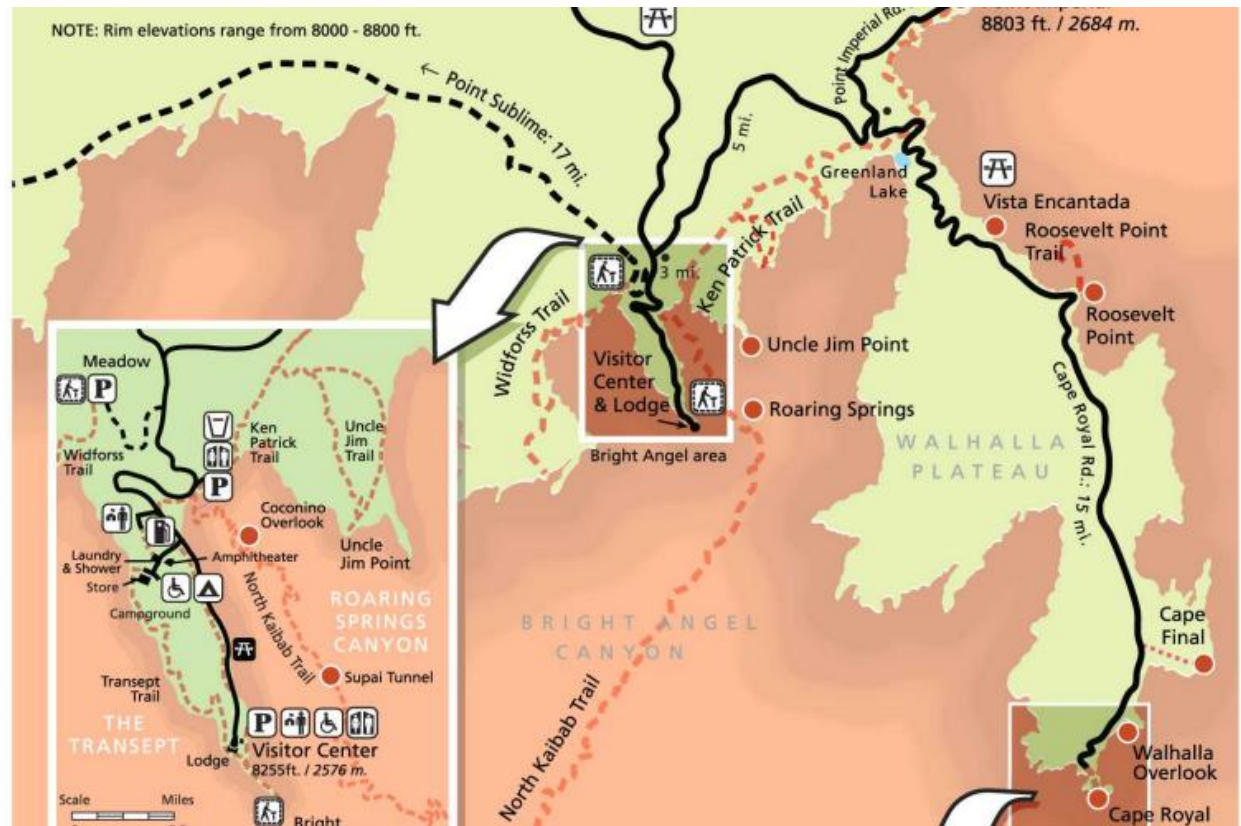 NOTE: Rim elevations range from 8000 - 8800 ft.
8803 ft. / 2684 m.
Point Imperial Rd.
← Point Sublime: 17 mi.
5 mi.
Greenland
Lake
Vista Encantada
Roosevelt Point
Trail
Roosevelt
Point
Ken Patrick Trail
3 mi.
Widforss Trail
Uncle Jim Point
Visitor
Center
& Lodge
Roaring Springs
Bright Angel area
WALHALLA
PLATEAU
Cape Royal Rd.: 15 mi.
BRIGHT ANGEL
CANYON
North Kaibab Trail
Cape
Final
Walhalla
Overlook
Cape Royal
Meadow
P
Widforss
Trail
Ken
Patrick
Trail
P
Uncle
Jim
Trail
Coconino
Overlook
Uncle
Jim Point
Laundry
& Shower
Amphitheater
Store
Campground
North Kaibab Trail
ROARING
SPRINGS
CANYON
Supai Tunnel
Transept
Trail
THE
TRANSEPT
P
Lodge
Visitor Center
8255ft. / 2576 m.
Scale
Miles
Bright